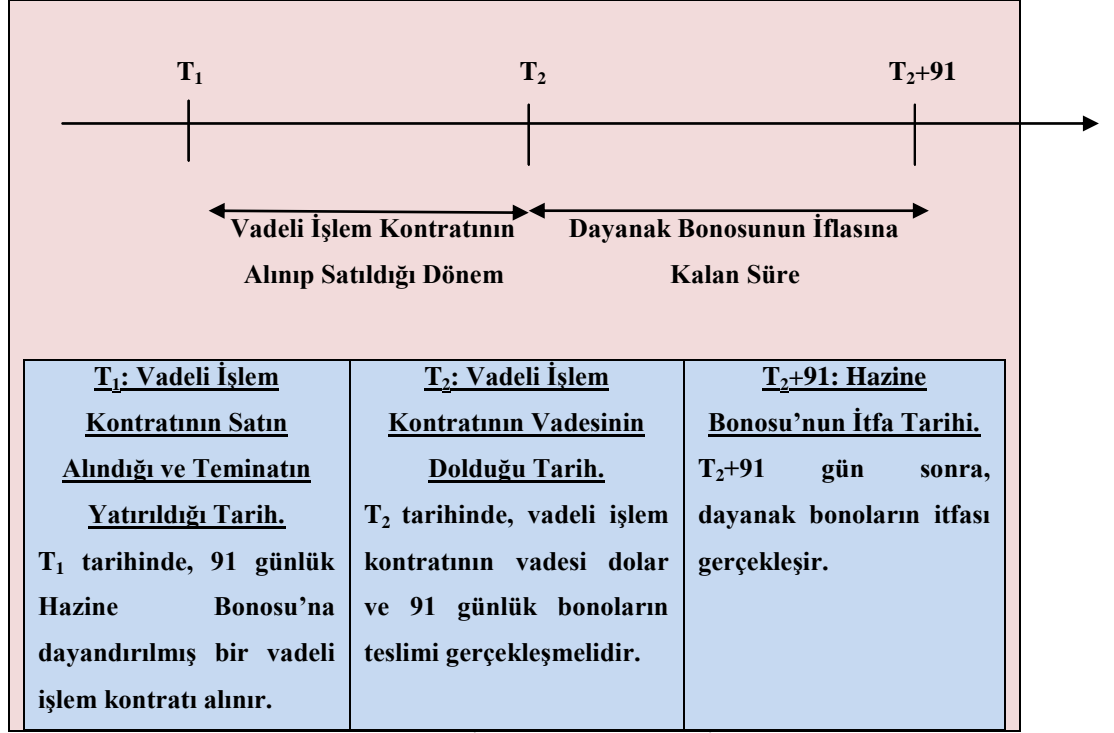 T₁ T₂ T₂+91
Vadeli İşlem Kontratının
Alınıp Satıldığı Dönem
Dayanak Bonosunun İflasına
Kalan Süre
T₁: Vadeli İşlem
Kontratının Satın
Alındığı ve Teminatın
Yatırıldığı Tarih.
T₁ tarihinde, 91 günlük
Hazine Bonosu’na
dayandırılmış bir vadeli
işlem kontratı alınır.
T₂: Vadeli İşlem
Kontratının Vadesinin
Dolduğu Tarih.
T₂ tarihinde, vadeli işlem
kontratının vadesi dolar
ve 91 günlük bonoların
teslimi gerçekleşmelidir.
T₂+91: Hazine
Bonosu’nun İtfa Tarihi.
T₂+91 gün sonra,
dayanak bonoların itfası
gerçekleşir.